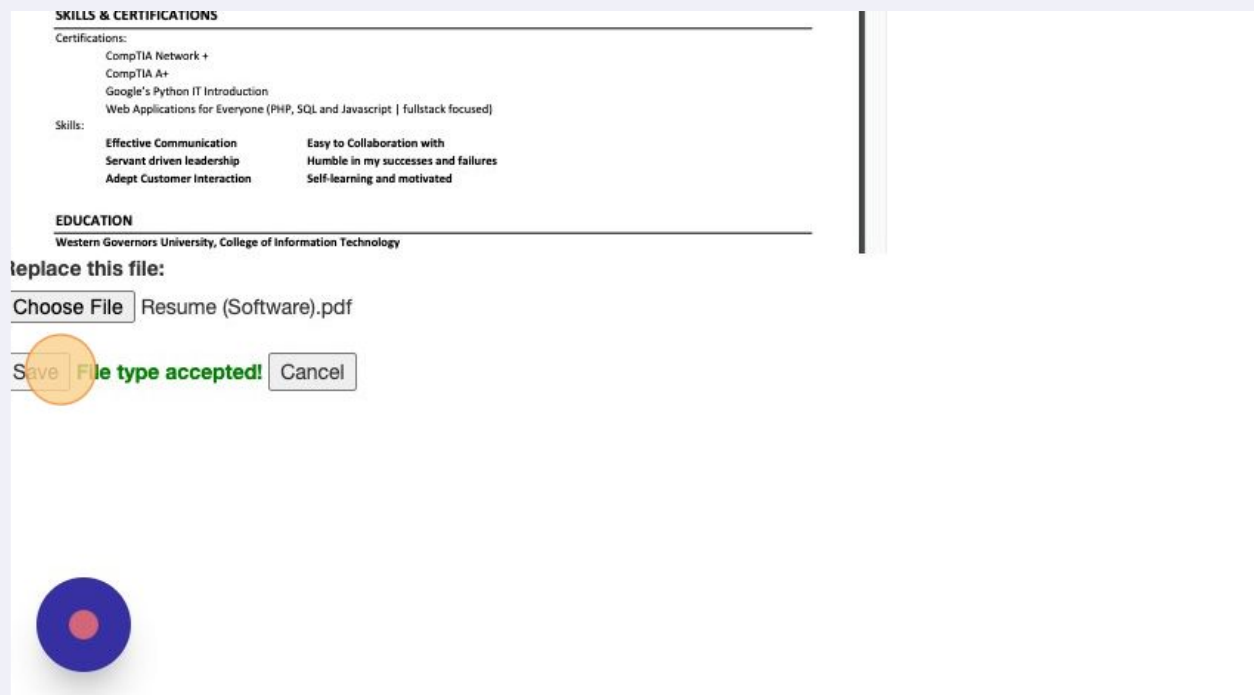 SKILLS & CERTIFICATIONS
Certifications:
CompTIA Network +
CompTIA A+
Google's Python IT Introduction
Web Applications for Everyone (PHP, SQL and Javascript | fullstack focused)
Skills:
Effective Communication Easy to Collaboration with
Servant driven leadership Humble in my successes and failures
Adept Customer Interaction Self-learning and motivated
EDUCATION
Western Governors University, College of Information Technology
Replace this file:
Choose File Resume (Software).pdf
Save File type accepted! Cancel